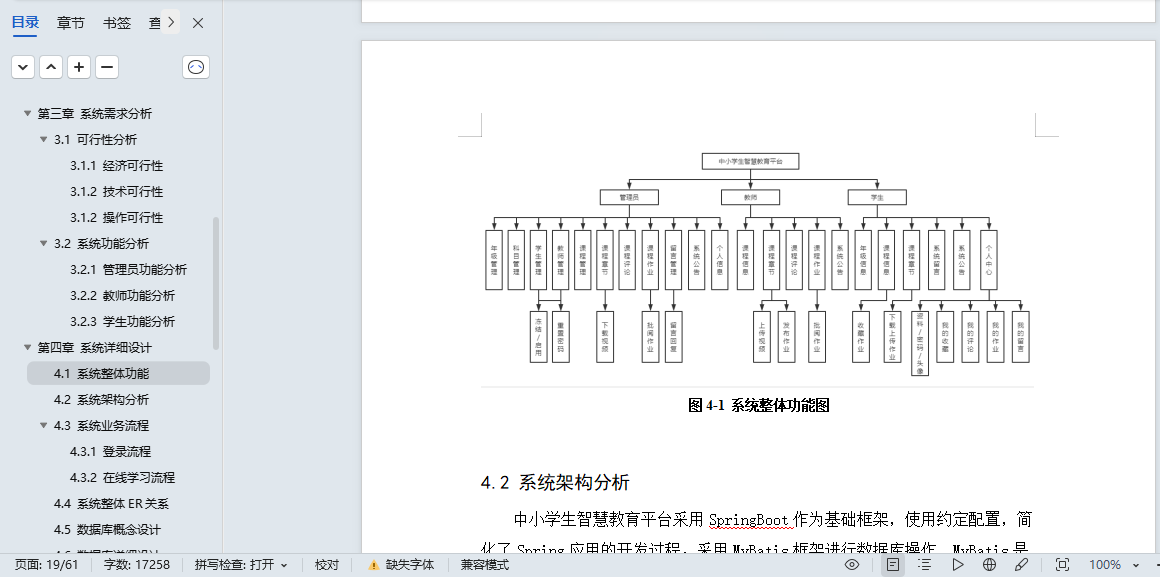 目录 章节 书签 查
第三章 系统需求分析
3.1 可行性分析
3.1.1 经济可行性
3.1.2 技术可行性
3.1.2 操作可行性
3.2 系统功能分析
3.2.1 管理员功能分析
3.2.2 教师功能分析
3.2.3 学生功能分析
第四章 系统详细设计
4.1 系统整体功能
4.2 系统架构分析
4.3 系统业务流程
4.3.1 登录流程
4.3.2 在线学习流程
4.4 系统整体 ER 关系
4.5 数据库概念设计
4.6 数据库详细设计
中小学生智慧教育平台
管理员 教师 学生
年级管理 科目管理 学生管理 教师管理 课程管理 课程章节 课程评论 课程作业 留言管理 系统公告 个人信息 课程信息 课程章节 课程评论 课程作业 系统公告 年级信息 课程信息 课程章节 系统留言 系统公告 个人中心
冻结/启用 重置密码 下载视频 批阅作业 留言回复 上传视频 发布作业 批阅作业 收藏作业 下载上传作业 资料/密码/头像 我的收藏 我的评论 我的作业 我的留言
图 4-1 系统整体功能图
4.2 系统架构分析
中小学生智慧教育平台采用 SpringBoot 作为基础框架，使用约定配置，简
化了 Spring 应用的开发过程。采用 MyBatis 框架进行数据库操作，MyBatis 是
页面: 19/61 字数: 17258 拼写检查: 打开 校对 缺失字体 兼容模式 100%